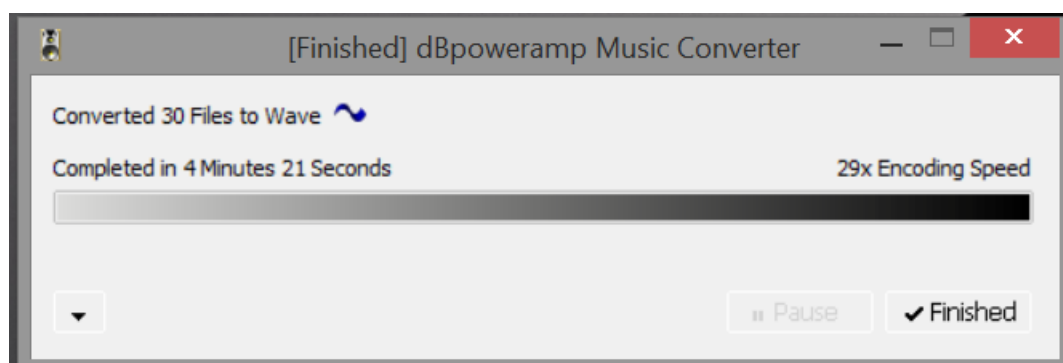 [Finished] dBpoweramp Music Converter
Converted 30 Files to Wave
Completed in 4 Minutes 21 Seconds
29x Encoding Speed
Pause
Finished